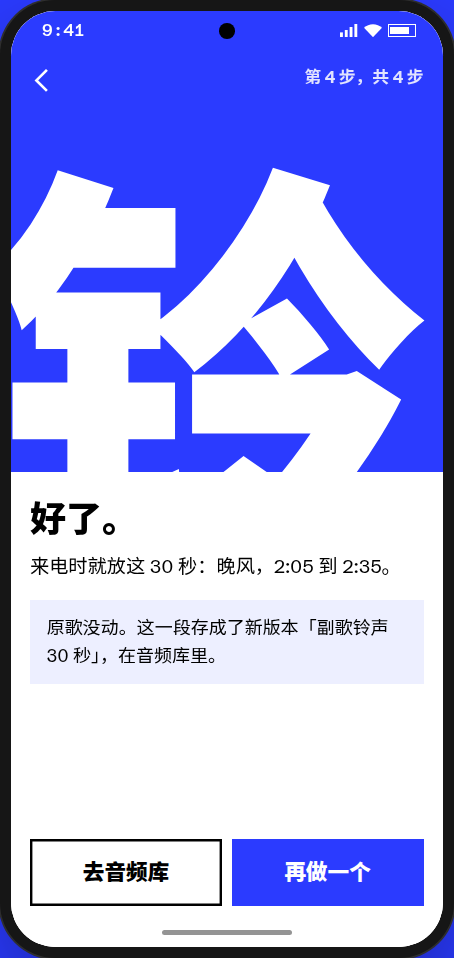 9:41
第 4 步，共 4 步
铃
好了。
来电时就放这 30 秒：晚风，2:05 到 2:35。
原歌没动。这一段存成了新版本「副歌铃声
30 秒」，在音频库里。
去音频库
再做一个